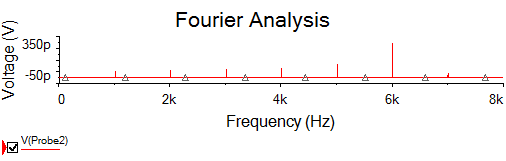 Fourier Analysis
Voltage (V)
350p
-50p
0 2k 4k 6k 8k
Frequency (Hz)
V(Probe2)